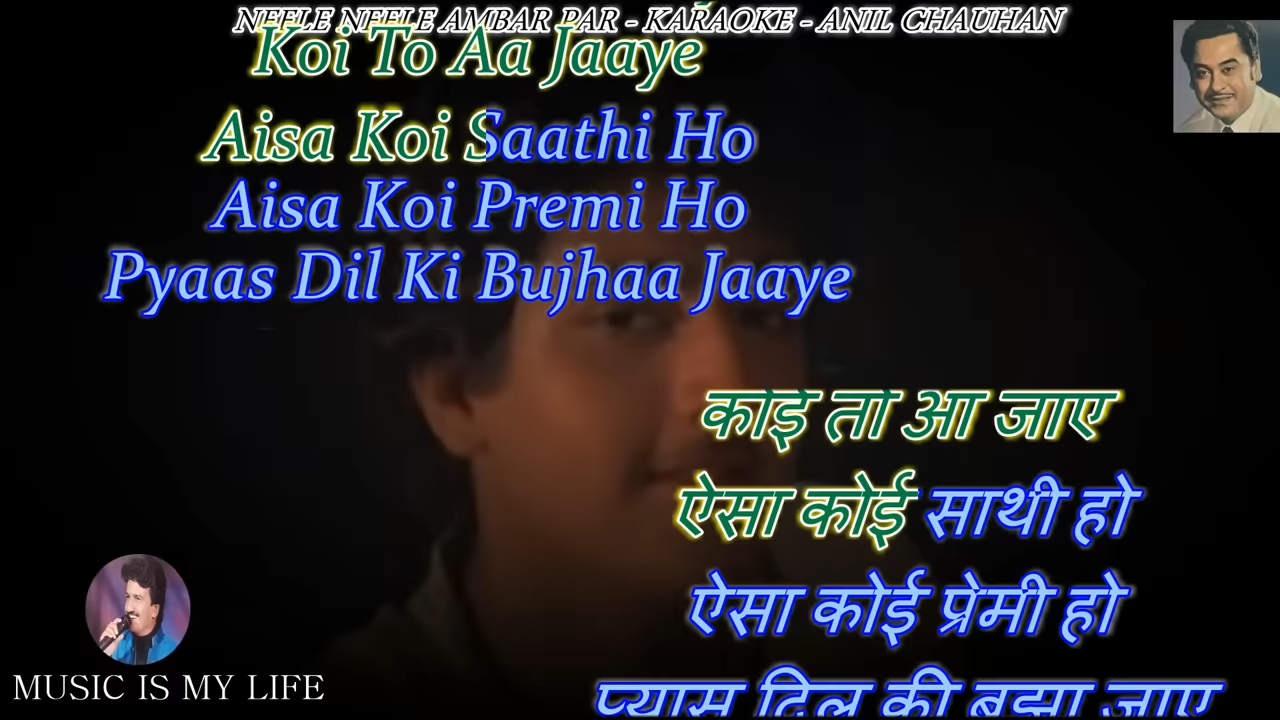 NEELE NEELE AMBAR PAR - KARAOKE - ANIL CHAUHAN
Koi To Aa Jaaye
Aisa Koi Saathi Ho
Aisa Koi Premi Ho
Pyaas Dil Ki Bujhaa Jaaye
कोई तो आ जाए
ऐसा कोई साथी हो
ऐसा कोई प्रेमी हो
प्यास दिल की बुझा जाए
MUSIC IS MY LIFE